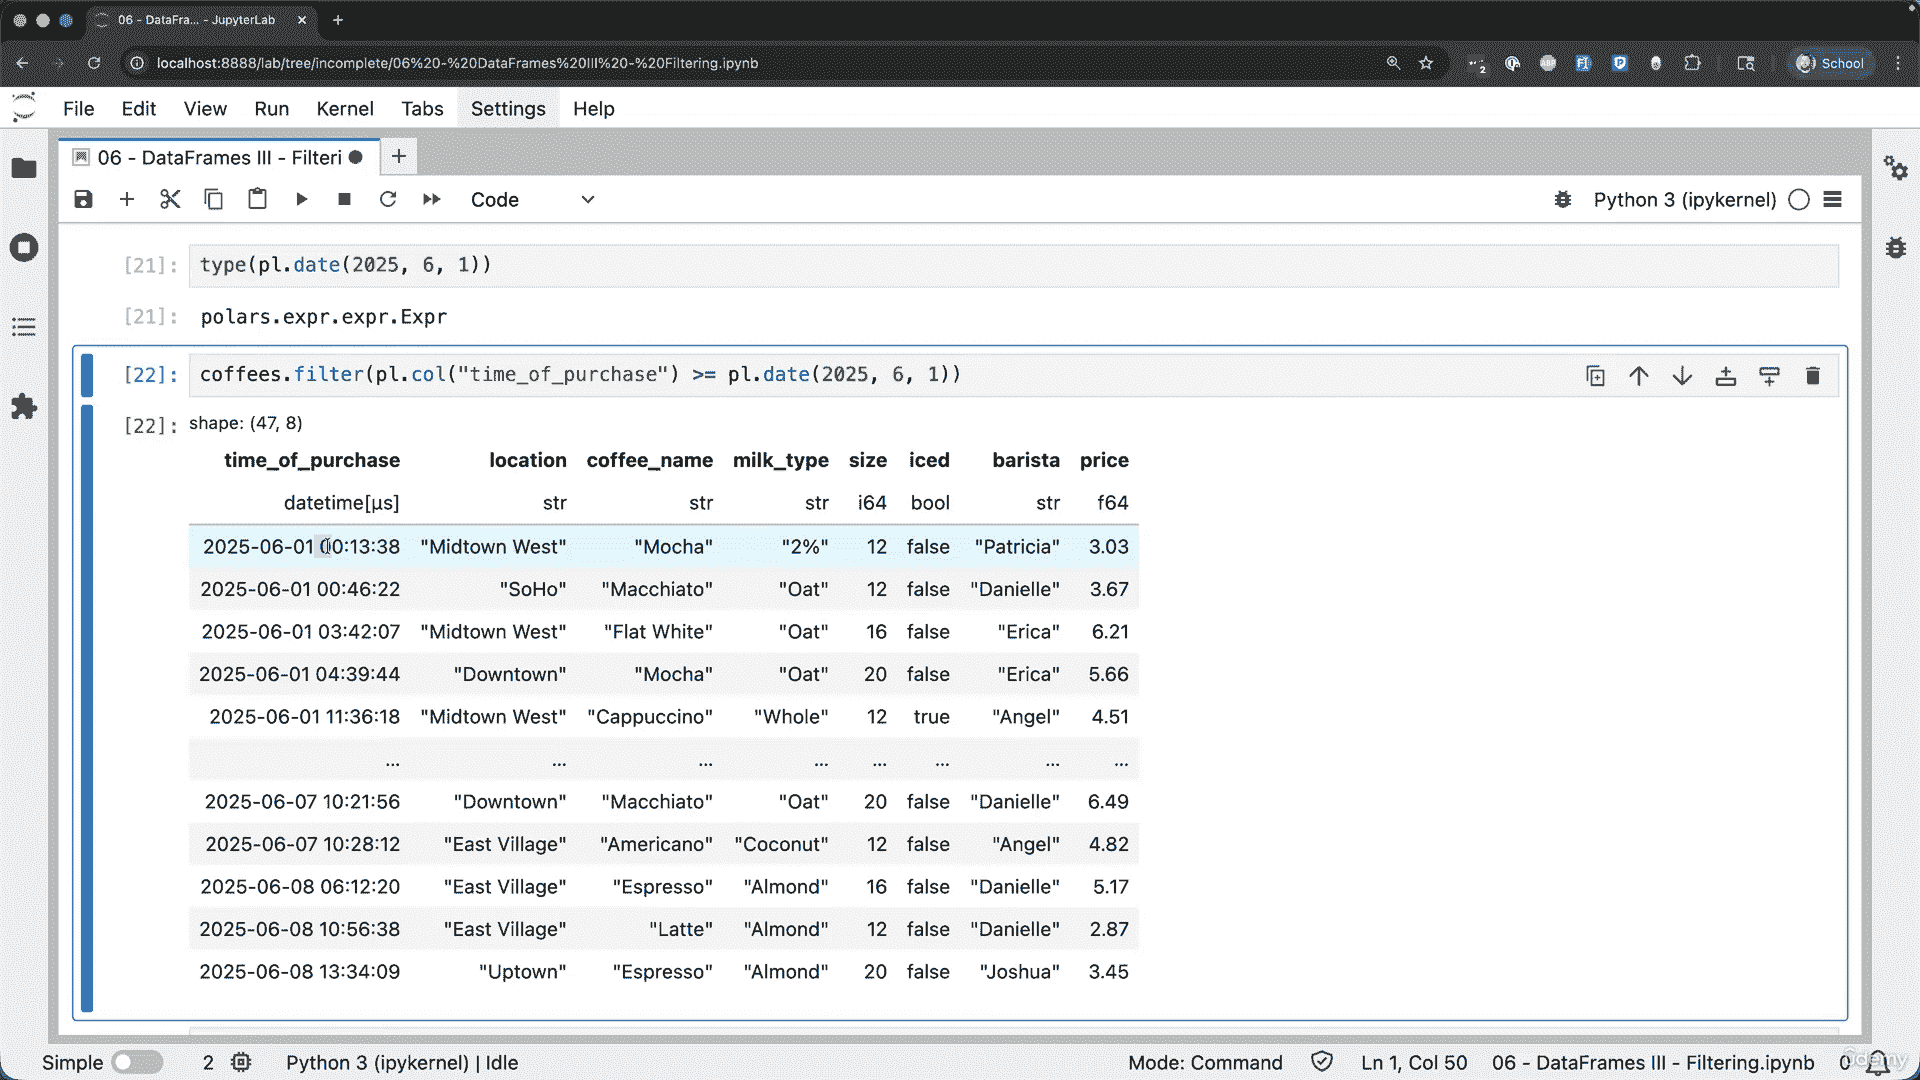 06 - DataFra... - JupyterLab
localhost:8888/lab/tree/incomplete/06%20-%20DataFrames%20III%20-%20Filtering.ipynb
2
ABP
School
File Edit View Run Kernel Tabs Settings Help
06 - DataFrames III - Filteri
Code
Python 3 (ipykernel)
[21]: type(pl.date(2025, 6, 1))
[21]: polars.expr.expr.Expr
[22]: coffees.filter(pl.col("time_of_purchase") >= pl.date(2025, 6, 1))
[22]: shape: (47, 8)
time_of_purchase location coffee_name milk_type size iced barista price
datetime[μs] str str str i64 bool str f64
2025-06-01 00:13:38 "Midtown West" "Mocha" "2%" 12 false "Patricia" 3.03
2025-06-01 00:46:22 "SoHo" "Macchiato" "Oat" 12 false "Danielle" 3.67
2025-06-01 03:42:07 "Midtown West" "Flat White" "Oat" 16 false "Erica" 6.21
2025-06-01 04:39:44 "Downtown" "Mocha" "Oat" 20 false "Erica" 5.66
2025-06-01 11:36:18 "Midtown West" "Cappuccino" "Whole" 12 true "Angel" 4.51
... ... ... ... ... ... ... ...
2025-06-07 10:21:56 "Downtown" "Macchiato" "Oat" 20 false "Danielle" 6.49
2025-06-07 10:28:12 "East Village" "Americano" "Coconut" 12 false "Angel" 4.82
2025-06-08 06:12:20 "East Village" "Espresso" "Almond" 16 false "Danielle" 5.17
2025-06-08 10:56:38 "East Village" "Latte" "Almond" 12 false "Danielle" 2.87
2025-06-08 13:34:09 "Uptown" "Espresso" "Almond" 20 false "Joshua" 3.45
Simple 2 Python 3 (ipykernel) | Idle Mode: Command Ln 1, Col 50 06 - DataFrames III - Filtering.ipynb 0
Udemy